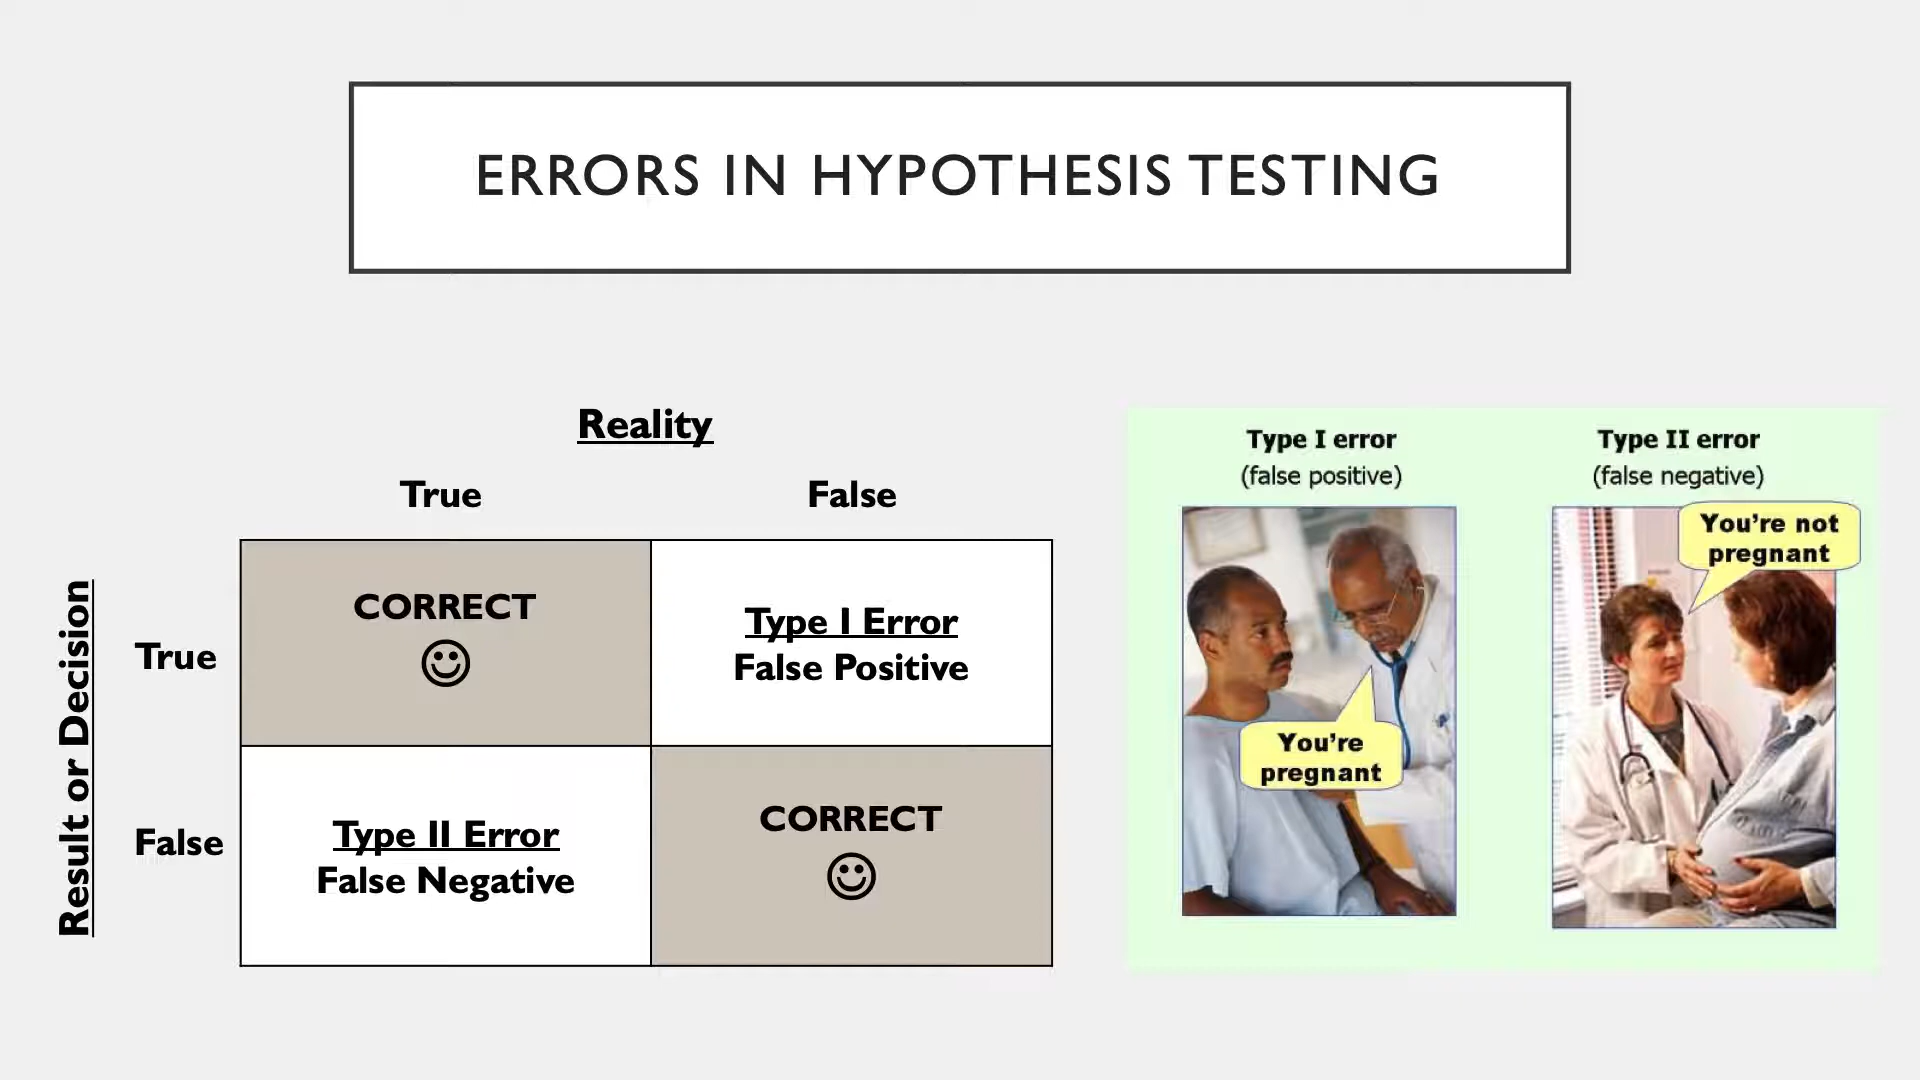 ERRORS IN HYPOTHESIS TESTING
Reality
True
False
Result or Decision
True
CORRECT
Type I Error
False Positive
False
Type II Error
False Negative
CORRECT
Type I error
(false positive)
You're
pregnant
Type II error
(false negative)
You're not
pregnant